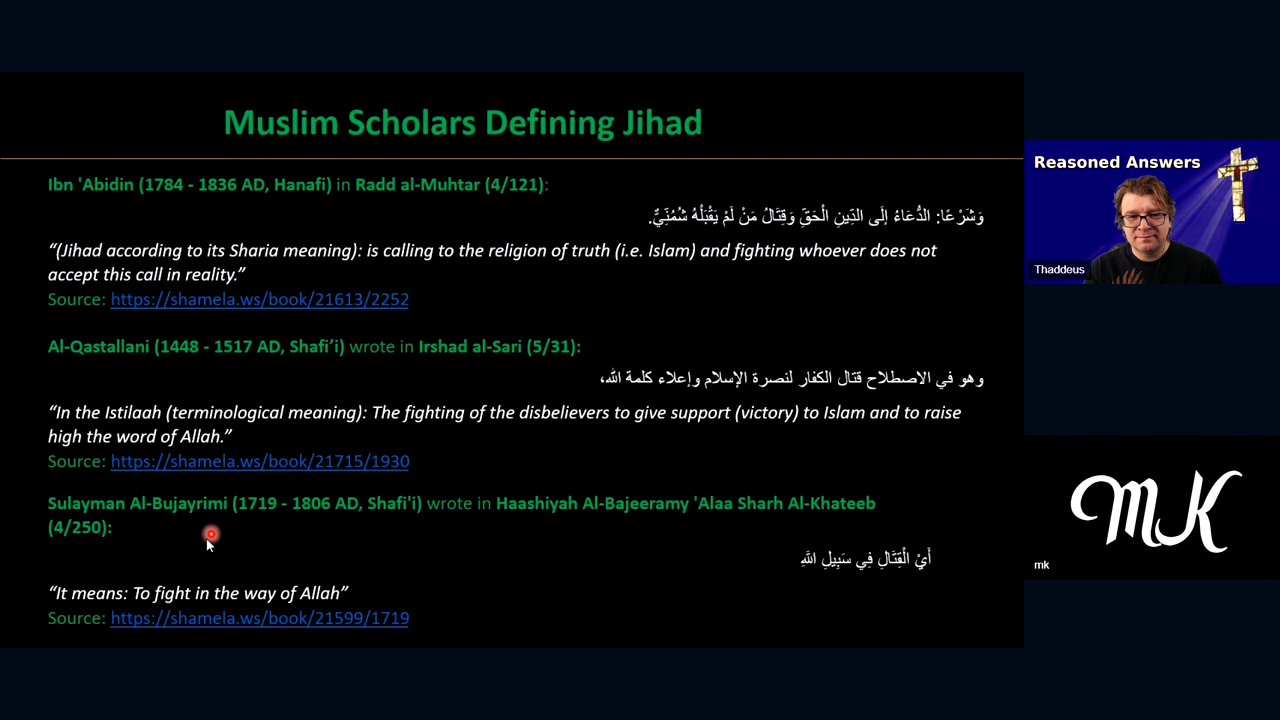 Muslim Scholars Defining Jihad
Ibn 'Abidin (1784 - 1836 AD, Hanafi) in Radd al-Muhtar (4/121):
وَشَرْعًا: الدُّعَاءُ إلَى الدِّينِ الْحَقِّ وَقِتَالُ مَنْ لَمْ يَقْبَلْهُ شُمُنِّيٌّ.
“(Jihad according to its Sharia meaning): is calling to the religion of truth (i.e. Islam) and fighting whoever does not
accept this call in reality.”
Source: https://shamela.ws/book/21613/2252
Al-Qastallani (1448 - 1517 AD, Shafi’i) wrote in Irshad al-Sari (5/31):
وهو في الاصطلاح قتال الكفار لنصرة الإسلام وإعلاء كلمة الله،
“In the Istilaah (terminological meaning): The fighting of the disbelievers to give support (victory) to Islam and to raise
high the word of Allah.”
Source: https://shamela.ws/book/21715/1930
Sulayman Al-Bujayrimi (1719 - 1806 AD, Shafi'i) wrote in Haashiyah Al-Bajeeramy 'Alaa Sharh Al-Khateeb
(4/250):
أَيْ الْقِتَالِ فِي سَبِيلِ اللَّهِ
“It means: To fight in the way of Allah”
Source: https://shamela.ws/book/21599/1719
Reasoned Answers
Thaddeus
MK
mk